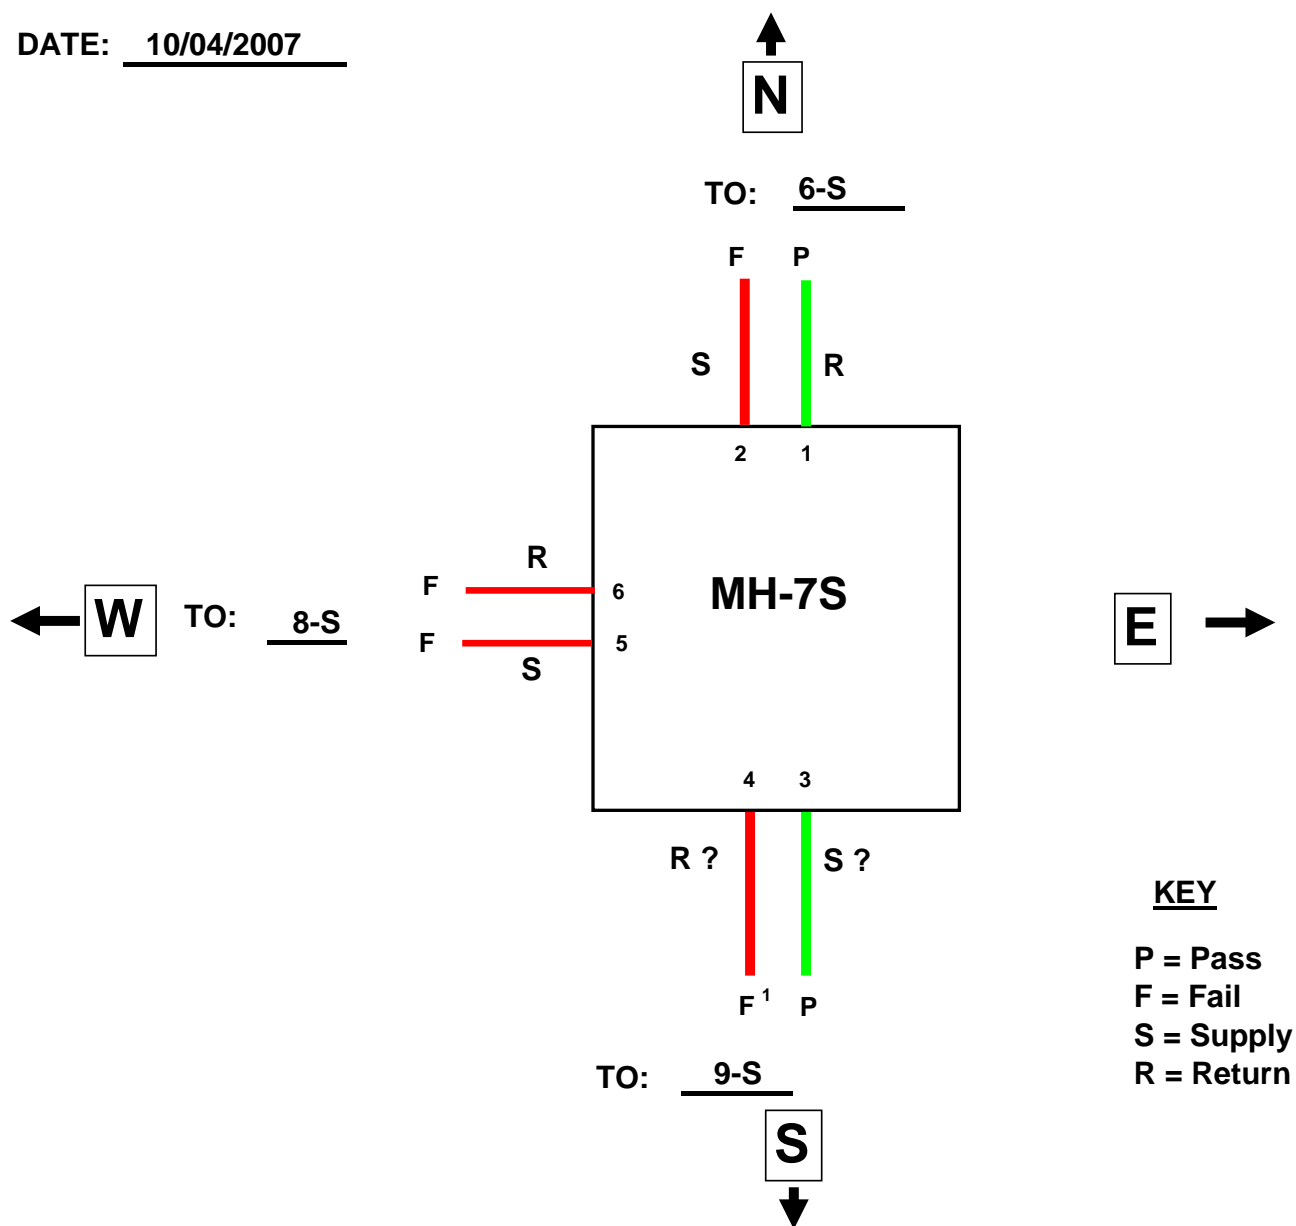 DATE: 10/04/2007
N
TO: 6-S
F P
S R
2 1
R
F 6
MH-7S
W TO: 8-S
E
F 5
S
4 3
R ? S ?
KEY
P = Pass
F = Fail
S = Supply
R = Return
F 1 P
TO: 9-S
S